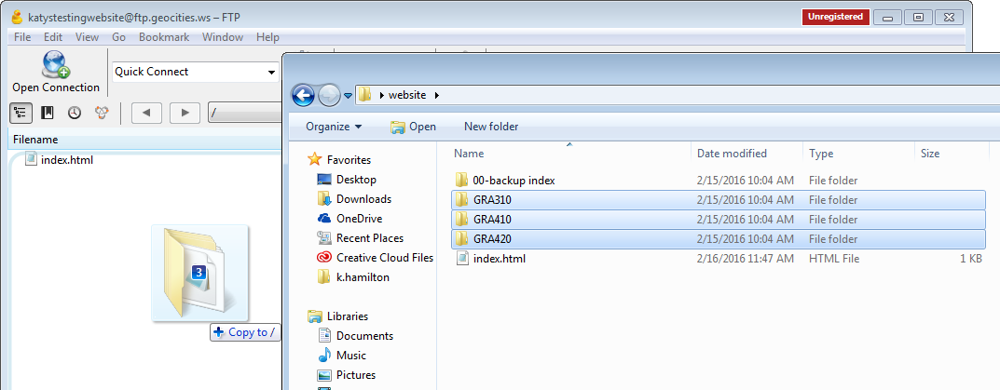 katystestingwebsite@ftp.geocities.ws – FTP
Unregistered
File Edit View Go Bookmark Window Help
Open Connection
Quick Connect
/
Filename
index.html
3
Copy to /
website
Organize Open New folder
Name Date modified Type Size
Favorites
Desktop
Downloads
OneDrive
Recent Places
Creative Cloud Files
k.hamilton
Libraries
Documents
Music
Pictures
00-backup index 2/15/2016 10:04 AM File folder
GRA310 2/15/2016 10:04 AM File folder
GRA410 2/15/2016 10:04 AM File folder
GRA420 2/15/2016 10:04 AM File folder
index.html 2/16/2016 11:47 AM HTML File 1 KB